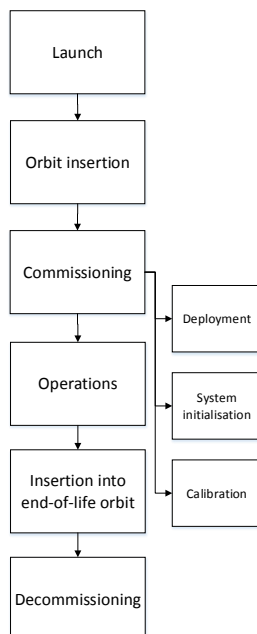 Launch
Orbit insertion
Commissioning
Deployment
Operations
System
initialisation
Insertion into
end-of-life orbit
Calibration
Decommissioning